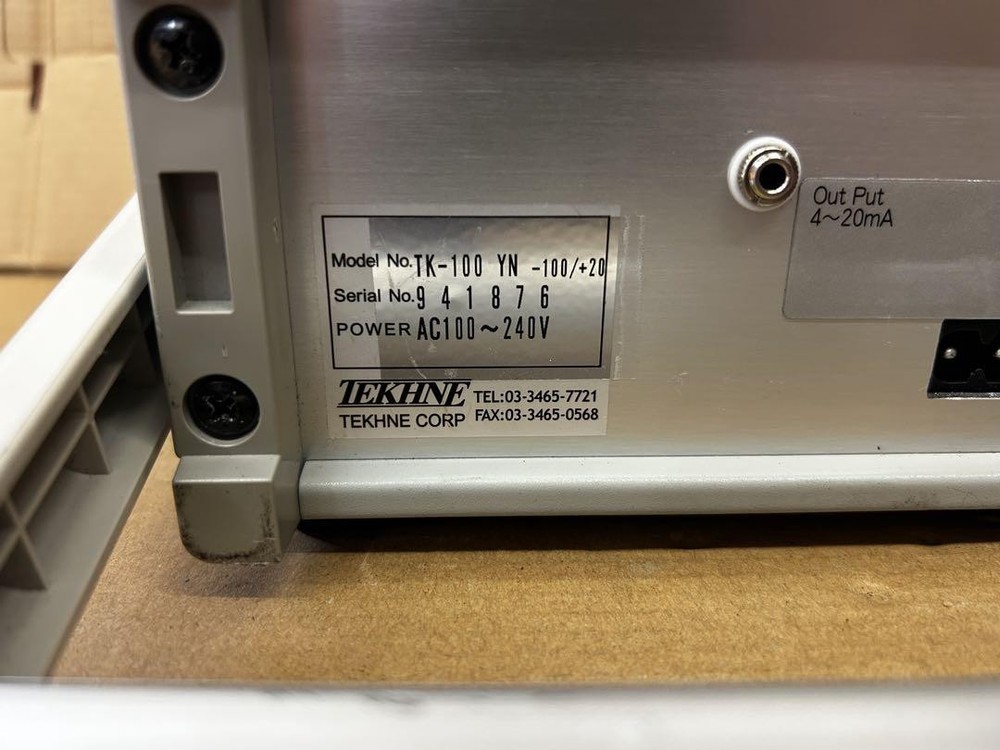 Out Put
4~20mA
Model No. TK-100 YN -100/+20
Serial No. 9 4 1 8 7 6
POWER AC100~240V
TEKHNE
TEKHNE CORP
TEL:03-3465-7721
FAX:03-3465-0568